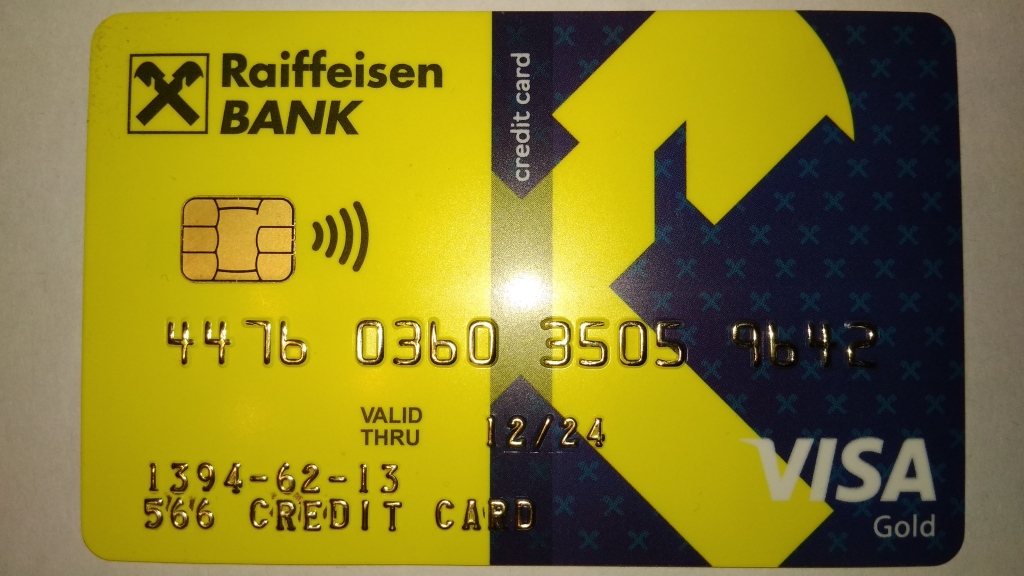 Raiffeisen
BANK
credit card
4476 0360 3505 9642
VALID
THRU
12/24
1394-62-13
566 CREDIT CARD
VISA
Gold